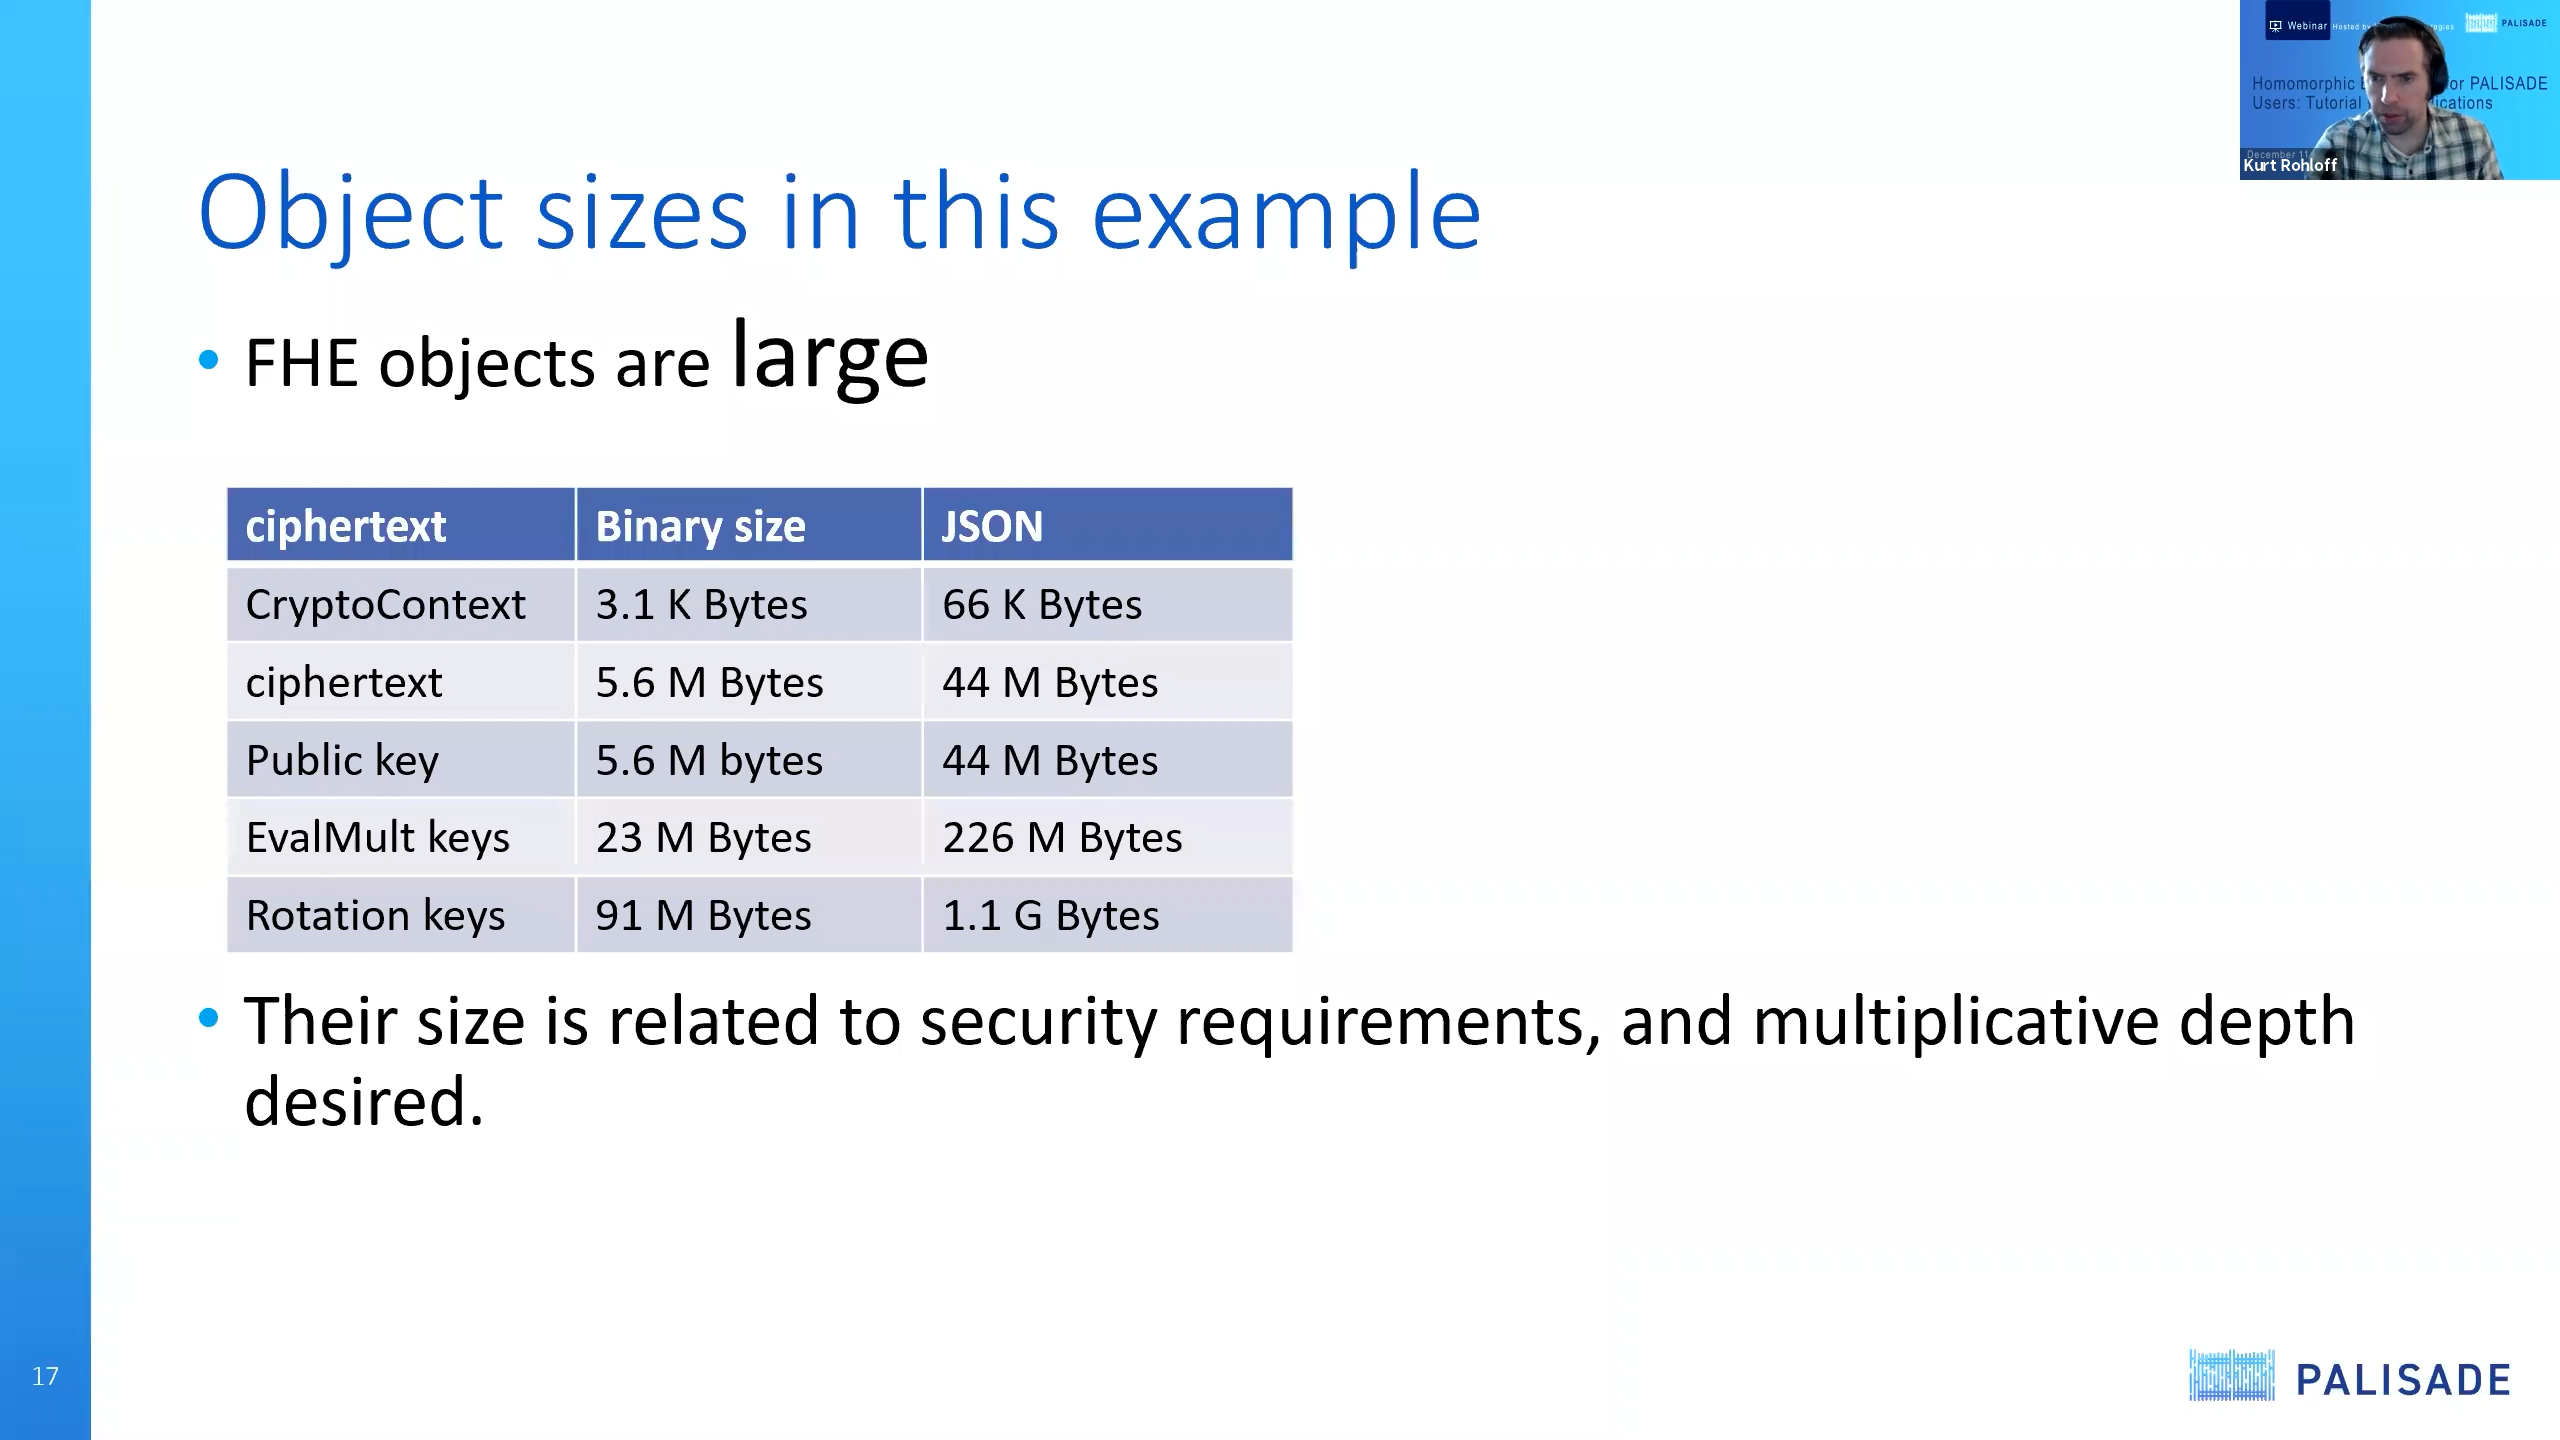 Webinar Hosted by
PALISADE
Homomorphic for PALISADE
Users: Tutorial
December 11
Kurt Rohloff
Object sizes in this example
• FHE objects are large
ciphertext Binary size JSON
CryptoContext 3.1 K Bytes 66 K Bytes
ciphertext 5.6 M Bytes 44 M Bytes
Public key 5.6 M bytes 44 M Bytes
EvalMult keys 23 M Bytes 226 M Bytes
Rotation keys 91 M Bytes 1.1 G Bytes
• Their size is related to security requirements, and multiplicative depth
desired.
17
PALISADE